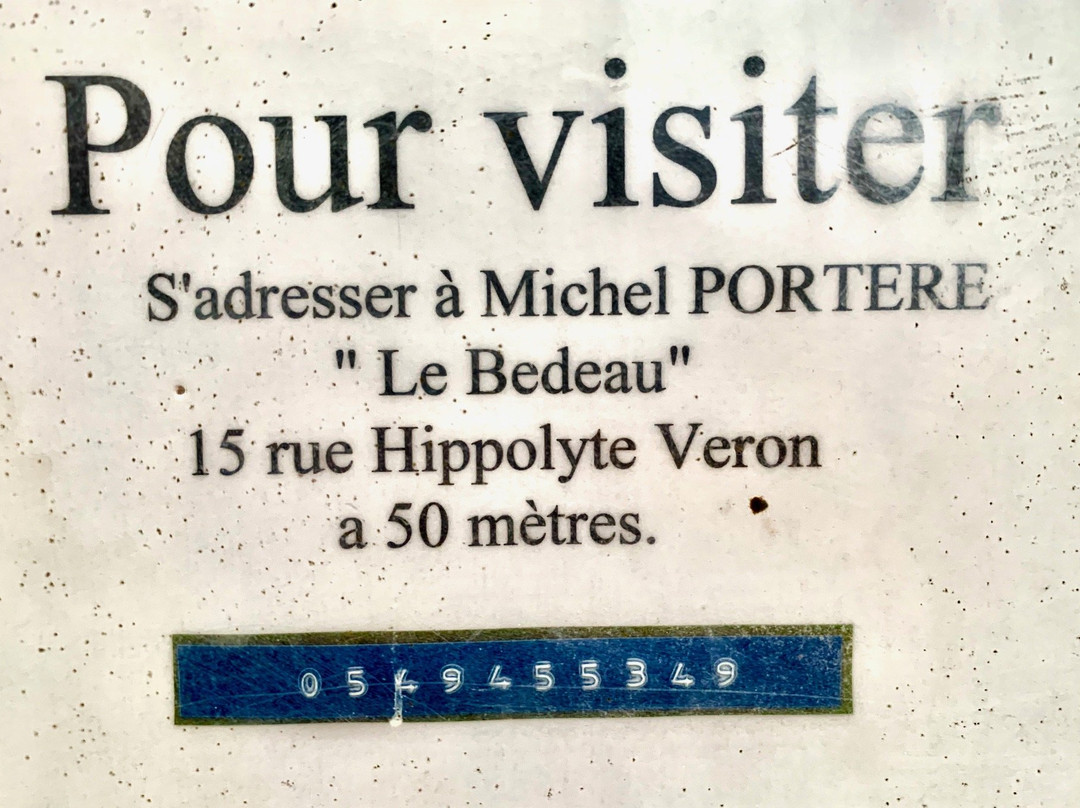 Pour visiter
S'adresser à Michel PORTERE
" Le Bedeau"
15 rue Hippolyte Veron
a 50 mètres.
0549455349